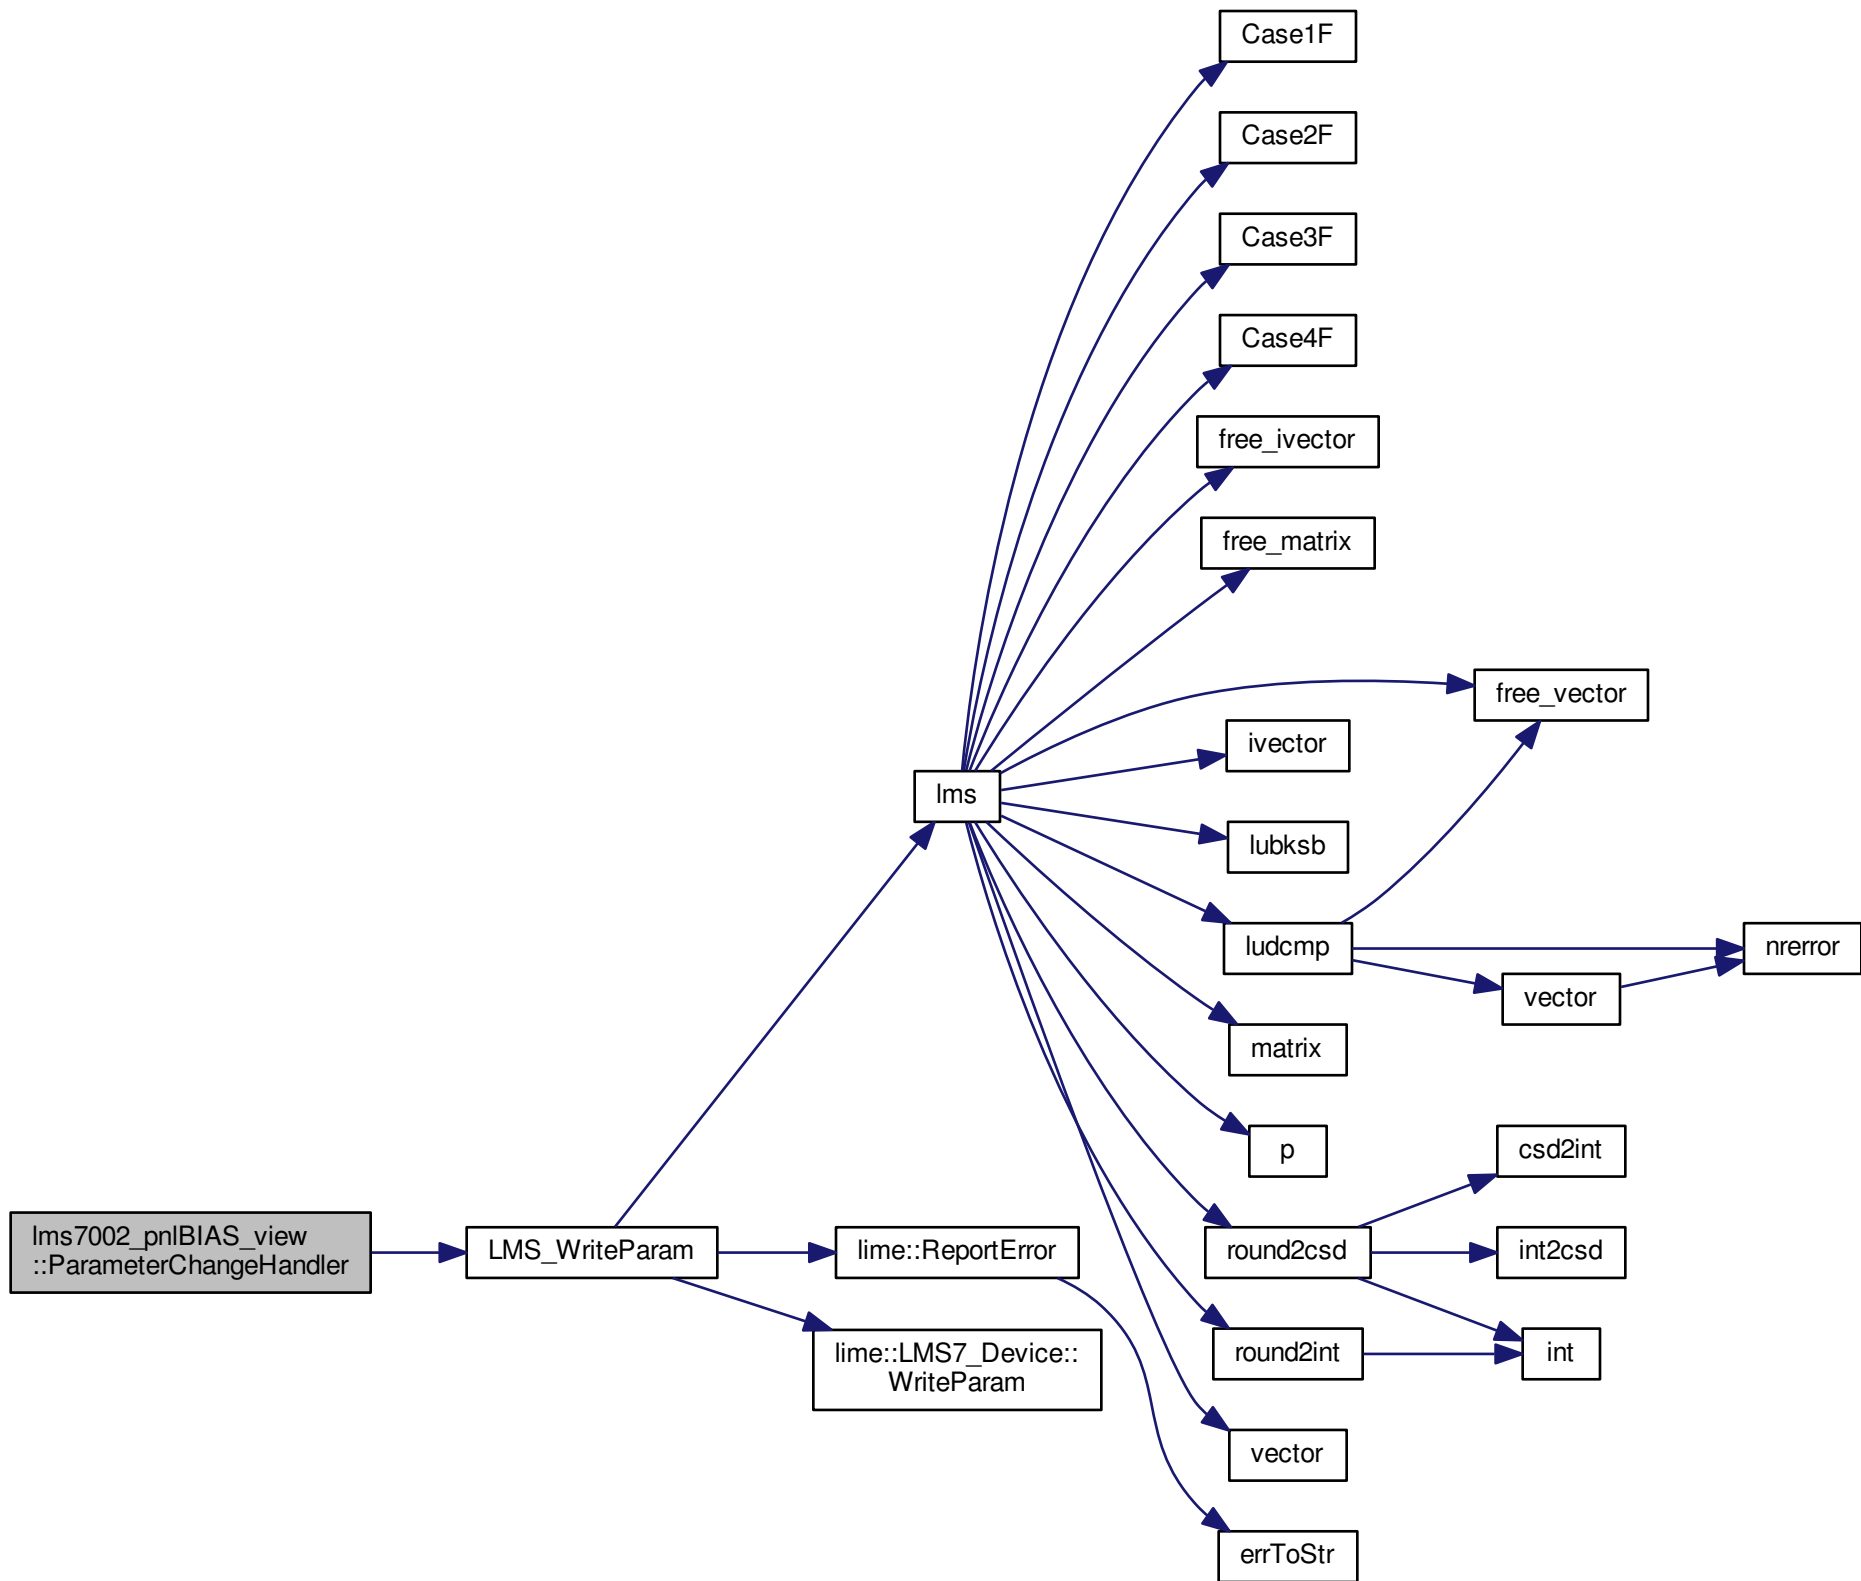 Case1F
Case2F
Case3F
Case4F
free_ivector
free_matrix
free_vector
ivector
lms
lubksb
ludcmp
nrerror
vector
matrix
p
csd2int
lms7002_pnlBIAS_view
::ParameterChangeHandler
LMS_WriteParam
lime::ReportError
round2csd
int2csd
lime::LMS7_Device::
WriteParam
round2int
int
vector
errToStr